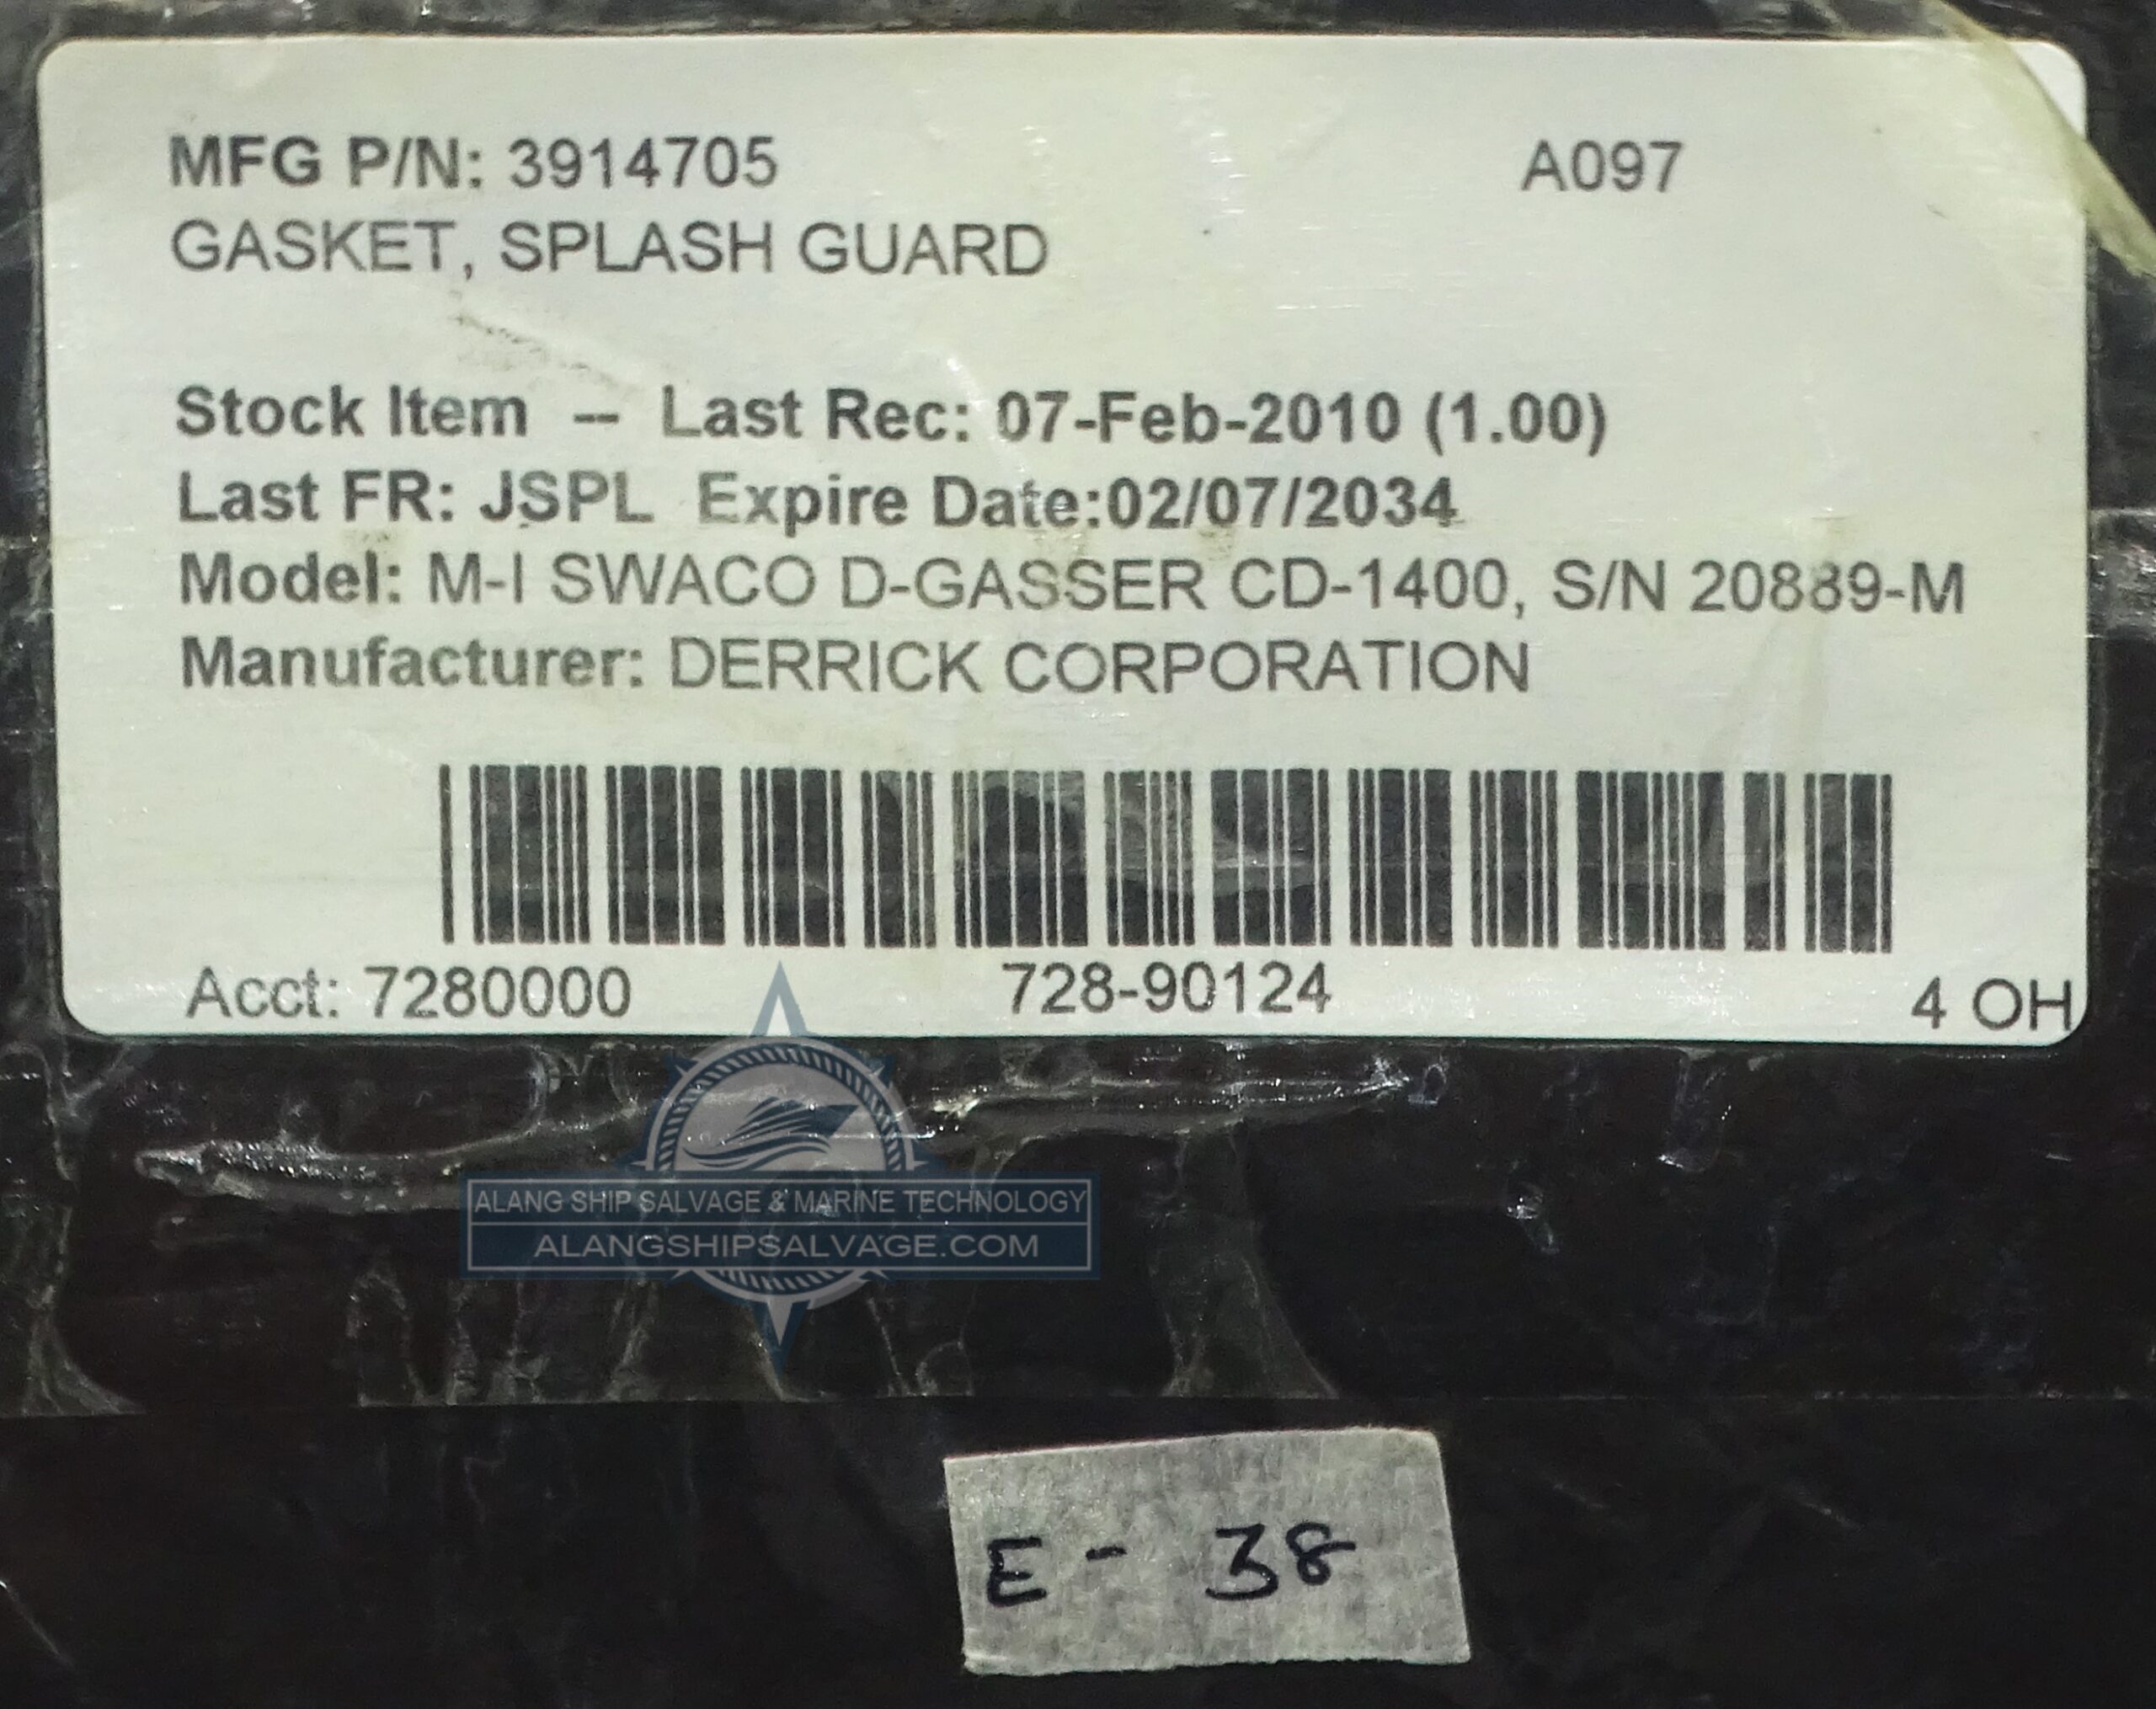 MFG P/N: 3914705 A097
GASKET, SPLASH GUARD
Stock Item -- Last Rec: 07-Feb-2010 (1.00)
Last FR: JSPL Expire Date:02/07/2034
Model: M-I SWACO D-GASSER CD-1400, S/N 20889-M
Manufacturer: DERRICK CORPORATION
Acct: 7280000 728-90124 4 OH
ALANG SHIP SALVAGE & MARINE TECHNOLOGY
ALANGSHIPSALVAGE.COM
E - 38